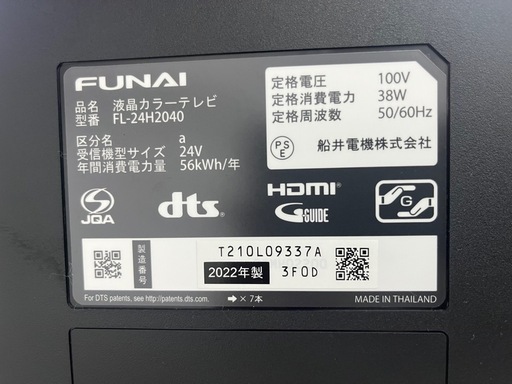 FUNAI
品名 液晶カラーテレビ
型番 FL-24H2040
区分名 a
受信機型サイズ 24V
年間消費電力量 56kWh/年
定格電圧 100V
定格消費電力 38W
定格周波数 50/60Hz
PSE 船井電機株式会社
JQA
dts
HDMI
G-GUIDE
G
製造番号
T210L09337A
2022年製 3F0D
For DTS patents, see http://patents.dts.com.
➡ × 7本
MADE IN THAILAND